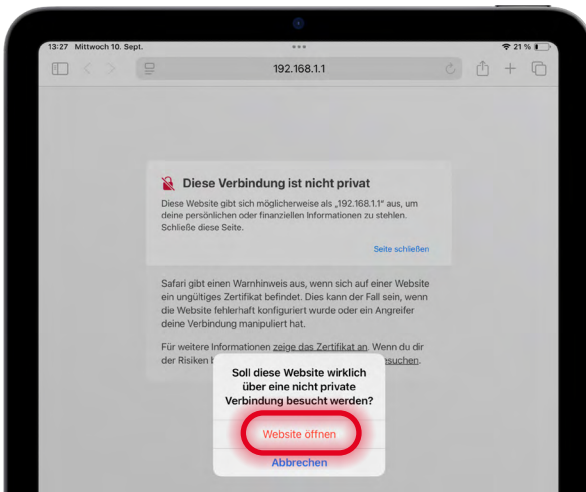 13:27 Mittwoch 10. Sept.
21 %
192.168.1.1
Diese Verbindung ist nicht privat
Diese Website gibt sich möglicherweise als „192.168.1.1“ aus, um
deine persönlichen oder finanziellen Informationen zu stehlen.
Schließe diese Seite.
Seite schließen
Safari gibt einen Warnhinweis aus, wenn sich auf einer Website
ein ungültiges Zertifikat befindet. Dies kann der Fall sein, wenn
die Website fehlerhaft konfiguriert wurde oder ein Angreifer
deine Verbindung manipuliert hat.
Für weitere Informationen zeige das Zertifikat an. Wenn du dir
der Risiken
Soll diese Website wirklich
über eine nicht private
Verbindung besucht werden?
Website öffnen
Abbrechen